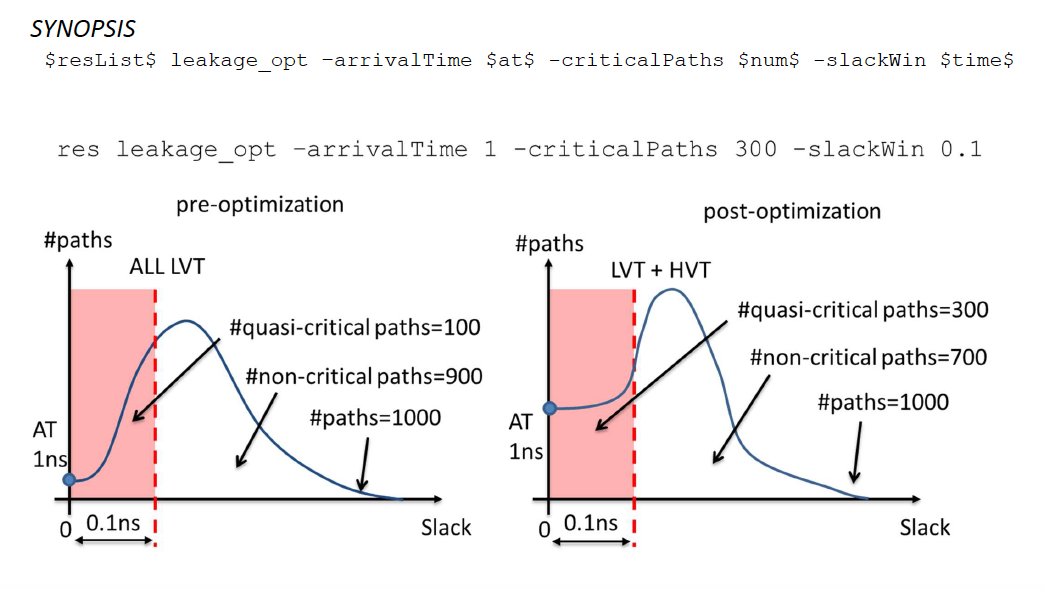 SYNOPSIS
$resList$ leakage_opt –arrivalTime $at$ –criticalPaths $num$ –slackWin $time$
res leakage_opt –arrivalTime 1 –criticalPaths 300 –slackWin 0.1
pre-optimization
#paths
ALL LVT
#quasi-critical paths=100
#non-critical paths=900
#paths=1000
AT
1ns
0
0.1ns
Slack
post-optimization
#paths
LVT + HVT
#quasi-critical paths=300
#non-critical paths=700
#paths=1000
AT
1ns
0
0.1ns
Slack